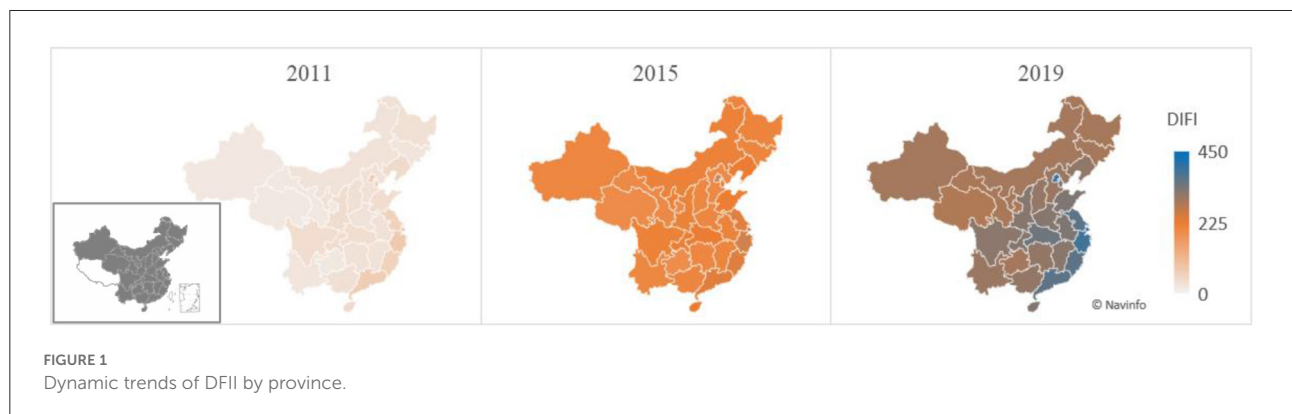 2011
2015
2019
DIFI
450
225
0
© Navinfo
FIGURE 1
Dynamic trends of DFII by province.